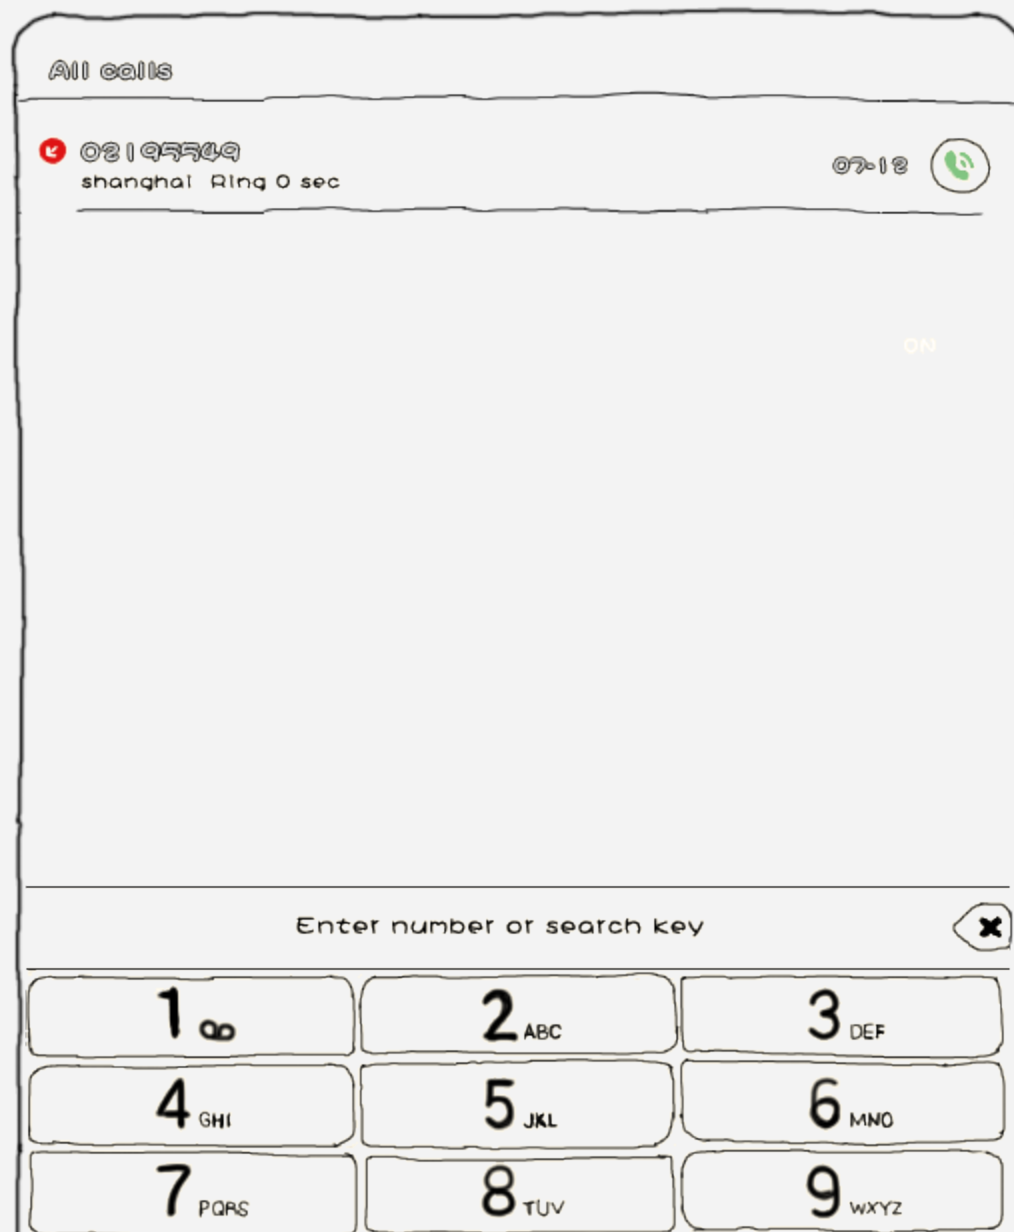 All calls
02195549
shanghai Ring 0 sec
07-12
ON
Enter number or search key
1
2 ABC
3 DEF
4 GHI
5 JKL
6 MNO
7 PQRS
8 TUV
9 WXYZ